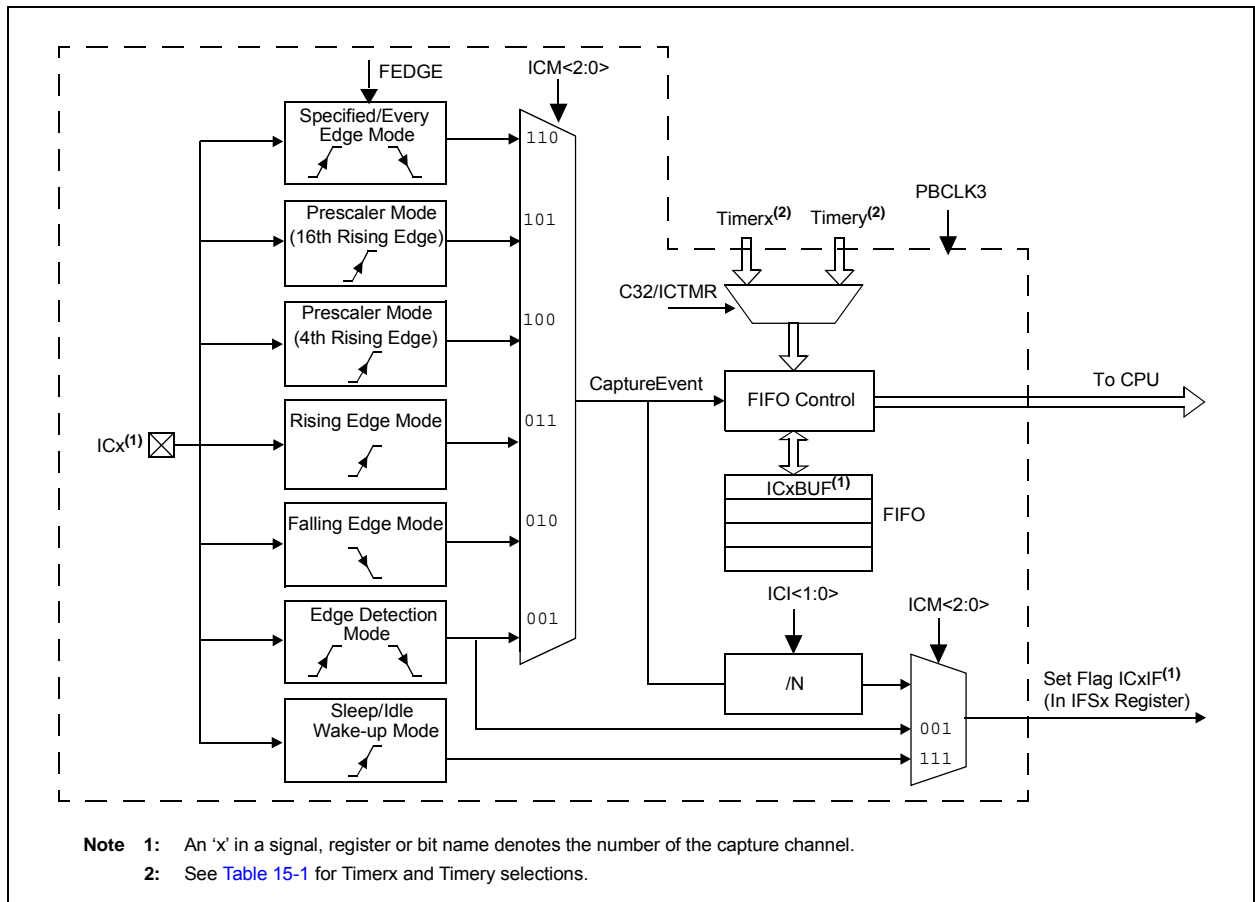 FEDGE
ICM<2:0>
Specified/Every
Edge Mode
110
Prescaler Mode
(16th Rising Edge)
101
Prescaler Mode
(4th Rising Edge)
100
Rising Edge Mode
011
Falling Edge Mode
010
Edge Detection
Mode
001
Sleep/Idle
Wake-up Mode
ICx(1)
Timerx(2)
Timery(2)
PBCLK3
C32/ICTMR
CaptureEvent
FIFO Control
To CPU
ICxBUF(1)
FIFO
ICI<1:0>
ICM<2:0>
/N
001
111
Set Flag ICxIF(1)
(In IFSx Register)
Note 1: An ‘x’ in a signal, register or bit name denotes the number of the capture channel.
2: See Table 15-1 for Timerx and Timery selections.